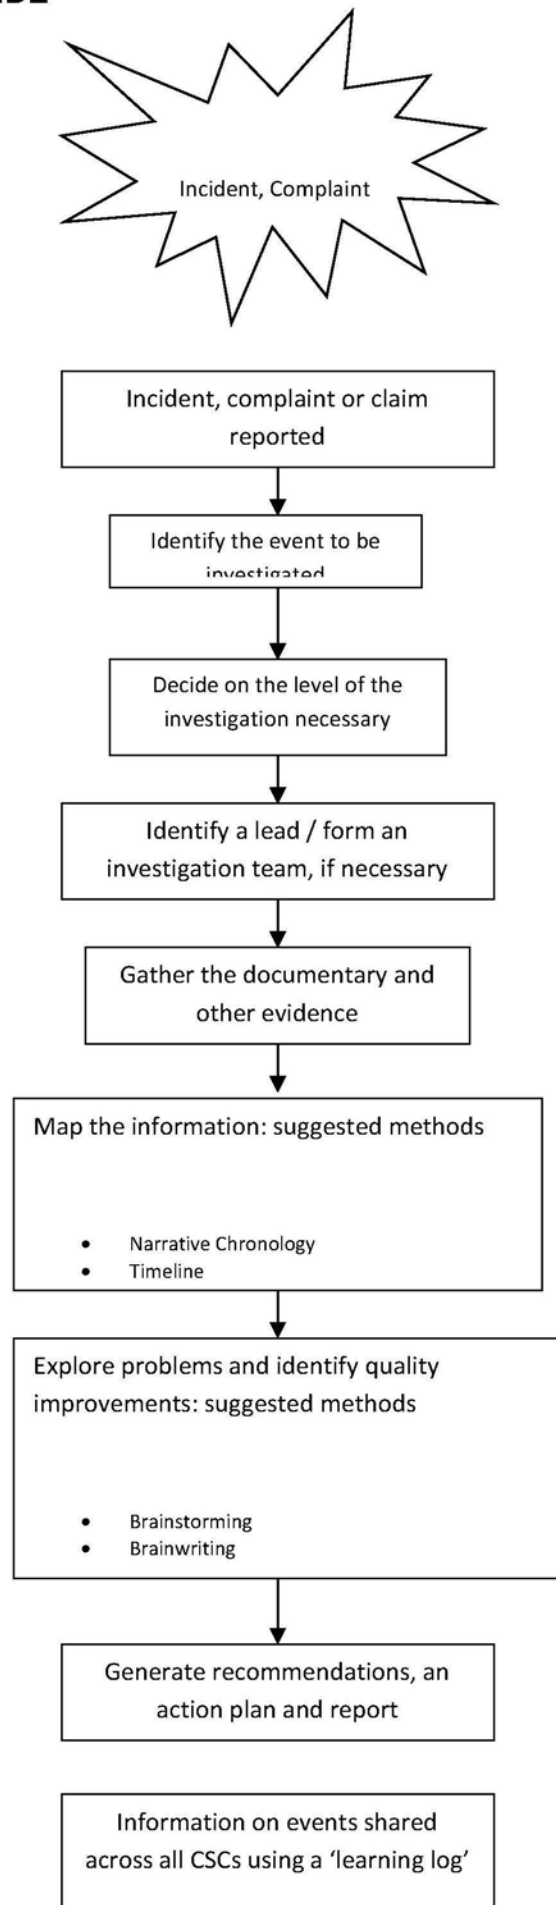 Incident, Complaint
Incident, complaint or claim
reported
Identify the event to be
investigated
Decide on the level of the
investigation necessary
Identify a lead / form an
investigation team, if necessary
Gather the documentary and
other evidence
Map the information: suggested methods
• Narrative Chronology
• Timeline
Explore problems and identify quality
improvements: suggested methods
• Brainstorming
• Brainwriting
Generate recommendations, an
action plan and report
Information on events shared
across all CSCs using a ‘learning log’